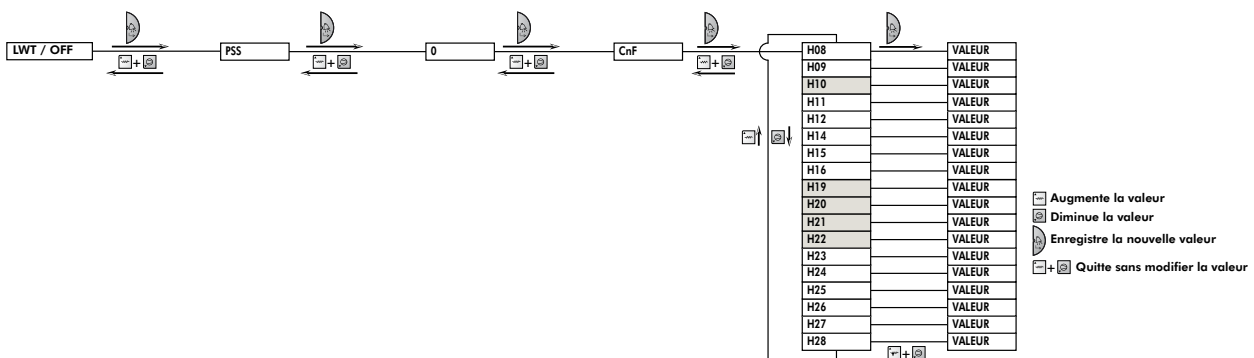 LWT / OFF
PSS
0
CnF
H08 VALEUR
H09 VALEUR
H10 VALEUR
H11 VALEUR
H12 VALEUR
H14 VALEUR
H15 VALEUR
H16 VALEUR
H19 VALEUR
H20 VALEUR
H21 VALEUR
H22 VALEUR
H23 VALEUR
H24 VALEUR
H25 VALEUR
H26 VALEUR
H27 VALEUR
H28 VALEUR
Augmente la valeur
Diminue la valeur
Enregistre la nouvelle valeur
+ Quitte sans modifier la valeur